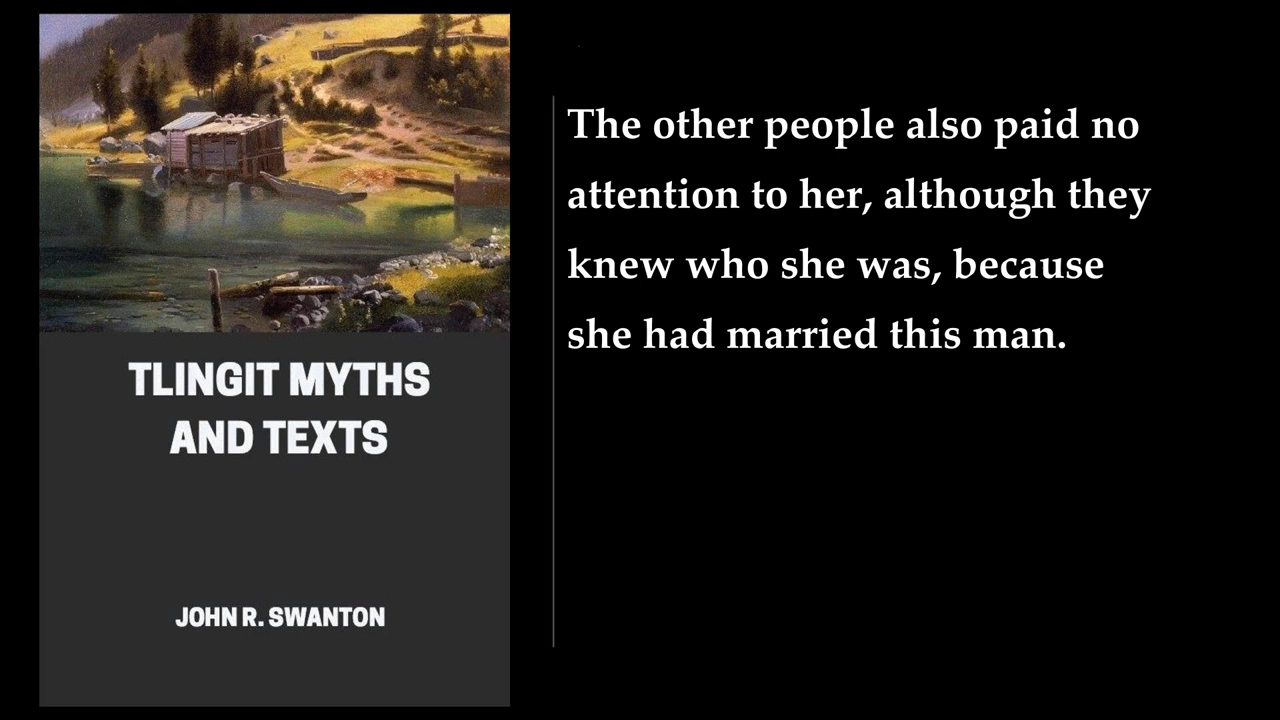 TLINGIT MYTHS
AND TEXTS
JOHN R. SWANTON
The other people also paid no
attention to her, although they
knew who she was, because
she had married this man.